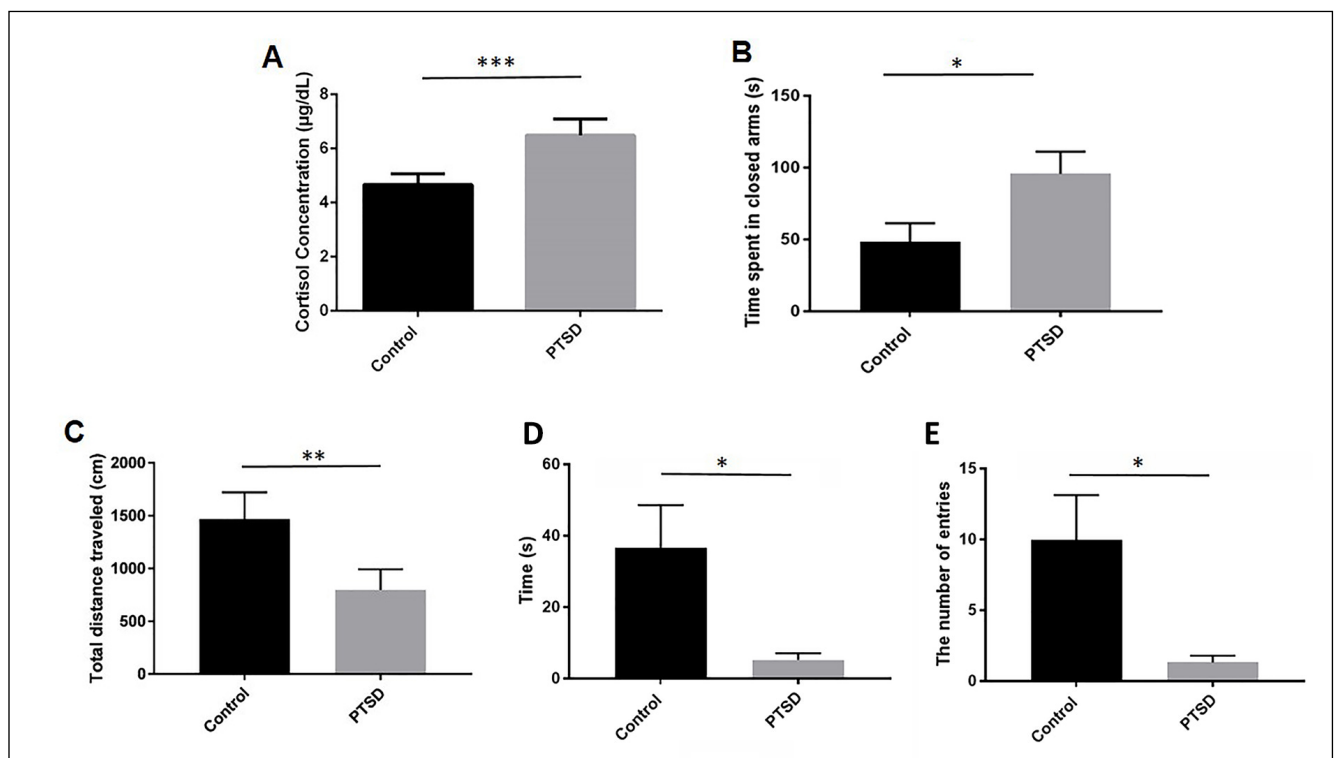 A
***
Cortisol Concentration (µg/dL)
8
6
4
2
0
Control
PTSD
B
*
Time spent in closed arms (s)
150
100
50
0
Control
PTSD
C
**
Total distance traveled (cm)
2000
1500
1000
500
0
Control
PTSD
D
*
Time (s)
60
40
20
0
Control
PTSD
E
*
The number of entries
15
10
5
0
Control
PTSD